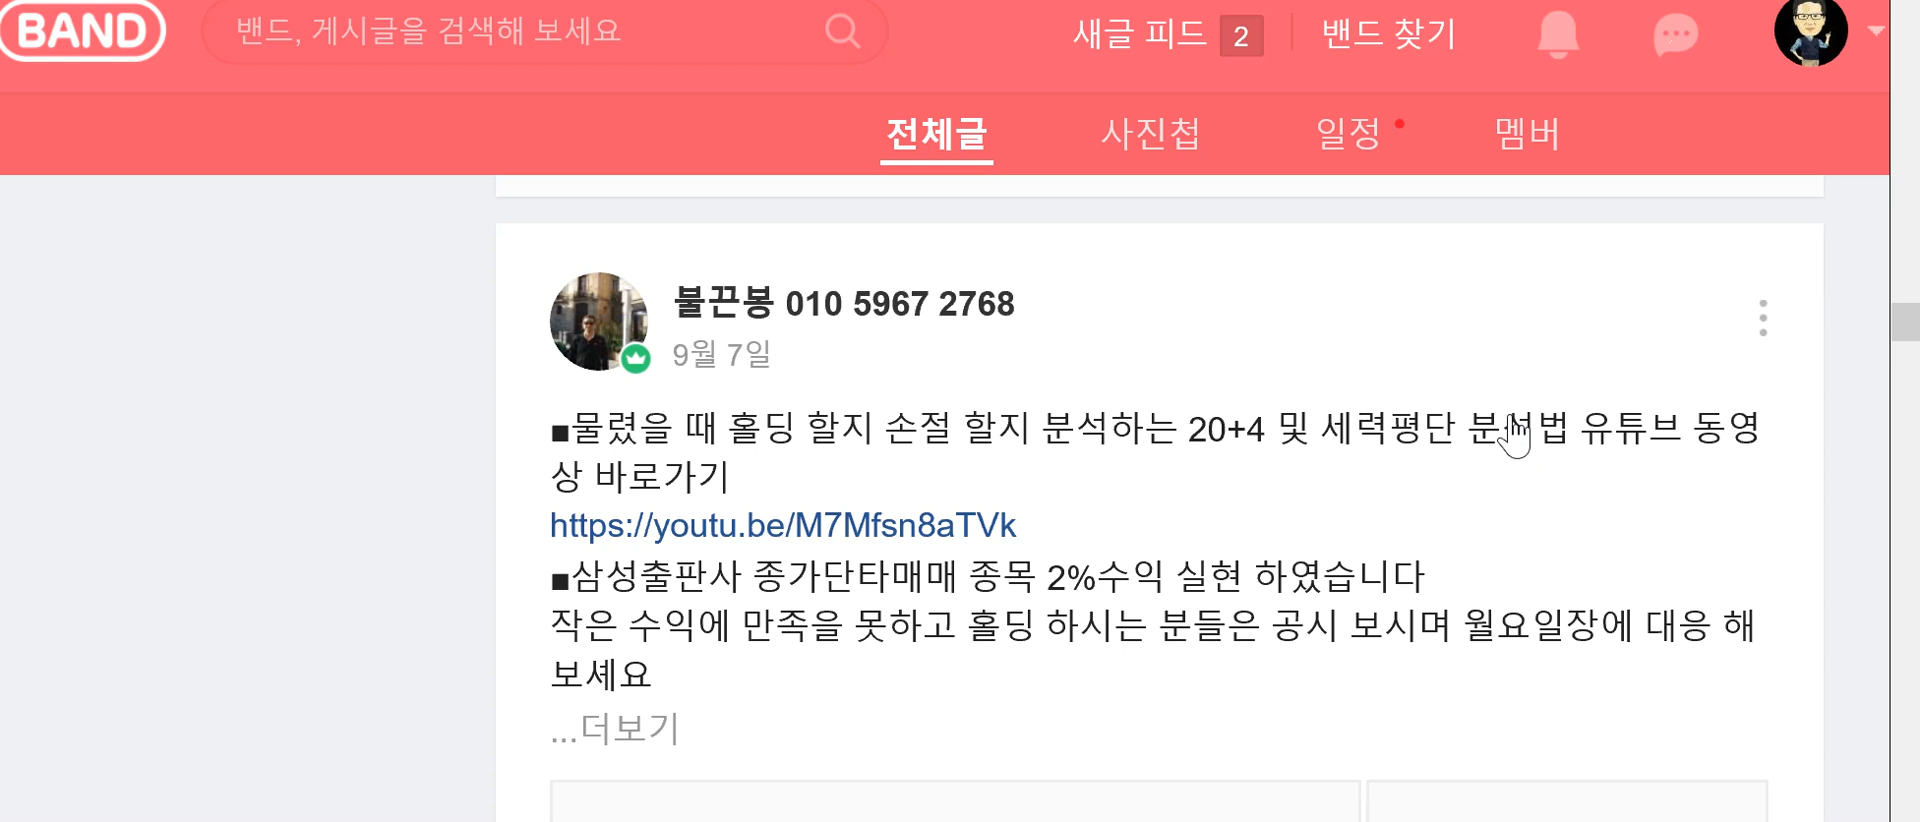 BAND
밴드, 게시글을 검색해 보세요
새글 피드 2
밴드 찾기
전체글
사진첩
일정
멤버
불끈봉 010 5967 2768
9월 7일
■물렸을 때 홀딩 할지 손절 할지 분석하는 20+4 및 세력평단 분석법 유튜브 동영
상 바로가기
https://youtu.be/M7Mfsn8aTVk
■삼성출판사 종가단타매매 종목 2%수익 실현 하였습니다
작은 수익에 만족을 못하고 홀딩 하시는 분들은 공시 보시며 월요일장에 대응 해
보세요
...더보기